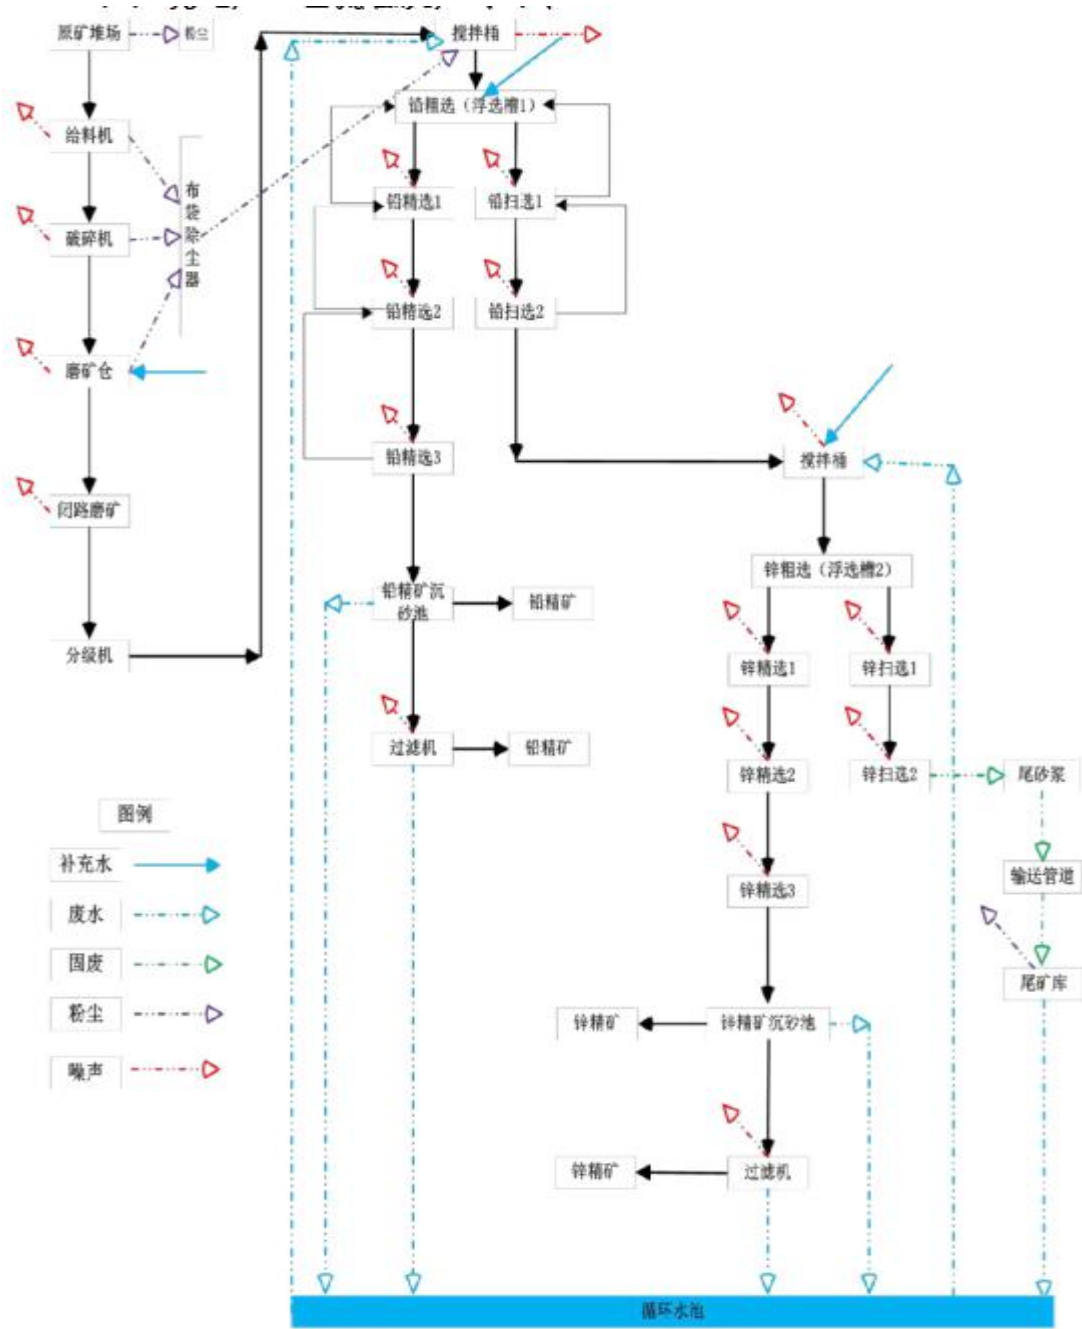 原矿堆场
粉尘
搅拌桶
铅粗选（浮选槽1）
给料机
布袋除尘器
铅精选1
铅扫选1
破碎机
铅精选2
铅扫选2
磨矿仓
铅精选3
搅拌桶
闭路磨矿
锌粗选（浮选槽2）
铅精矿沉
砂池
铅精矿
分级机
锌精选1
锌扫选1
过滤机
铅精矿
锌精选2
锌扫选2
尾砂浆
图例
补充水
输送管道
锌精选3
废水
固废
尾矿库
粉尘
锌精矿
锌精矿沉砂池
噪声
锌精矿
过滤机
循环水池